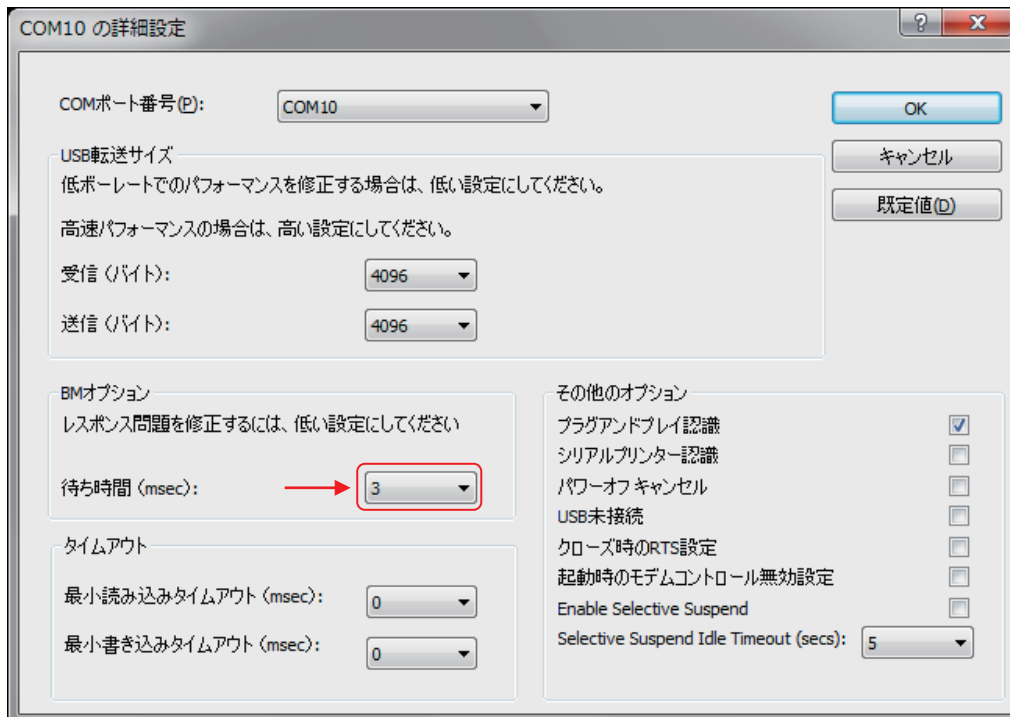 COM10 の詳細設定
COMポート番号(P):
COM10
OK
キャンセル
既定値(D)
USB転送サイズ
低ボーレートでのパフォーマンスを修正する場合は、低い設定にしてください。
高速パフォーマンスの場合は、高い設定にしてください。
受信 (バイト):
4096
送信 (バイト):
4096
BMオプション
レスポンス問題を修正するには、低い設定にしてください
待ち時間 (msec):
3
タイムアウト
最小読み込みタイムアウト (msec):
0
最小書き込みタイムアウト (msec):
0
その他のオプション
プラグアンドプレイ認識
シリアルプリンター認識
パワーオフ キャンセル
USB未接続
クローズ時のRTS設定
起動時のモデムコントロール無効設定
Enable Selective Suspend
Selective Suspend Idle Timeout (secs):
5